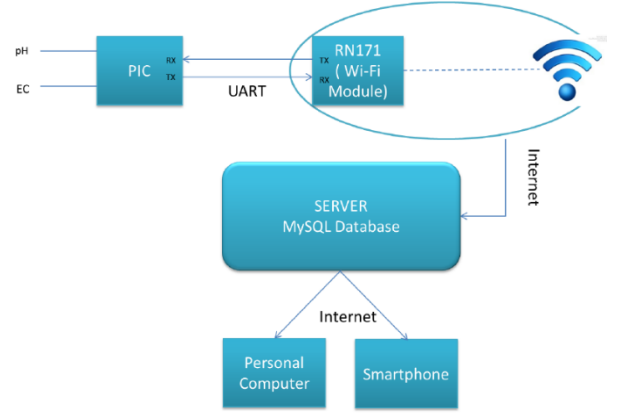 pH
EC
PIC
RX
TX
UART
TX
RX
RN171
( Wi-Fi
Module)
Internet
SERVER
MySQL Database
Internet
Personal
Computer
Smartphone